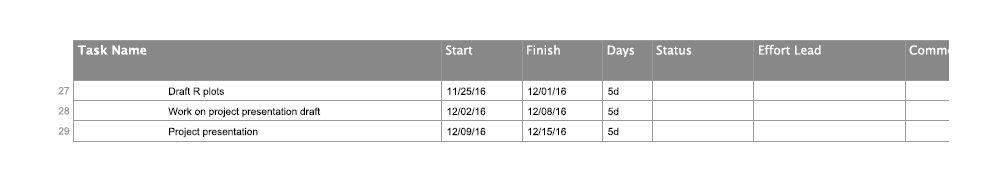 Task Name Start Finish Days Status Effort Lead Comm
27 Draft R plots 11/25/16 12/01/16 5d
28 Work on project presentation draft 12/02/16 12/08/16 5d
29 Project presentation 12/09/16 12/15/16 5d